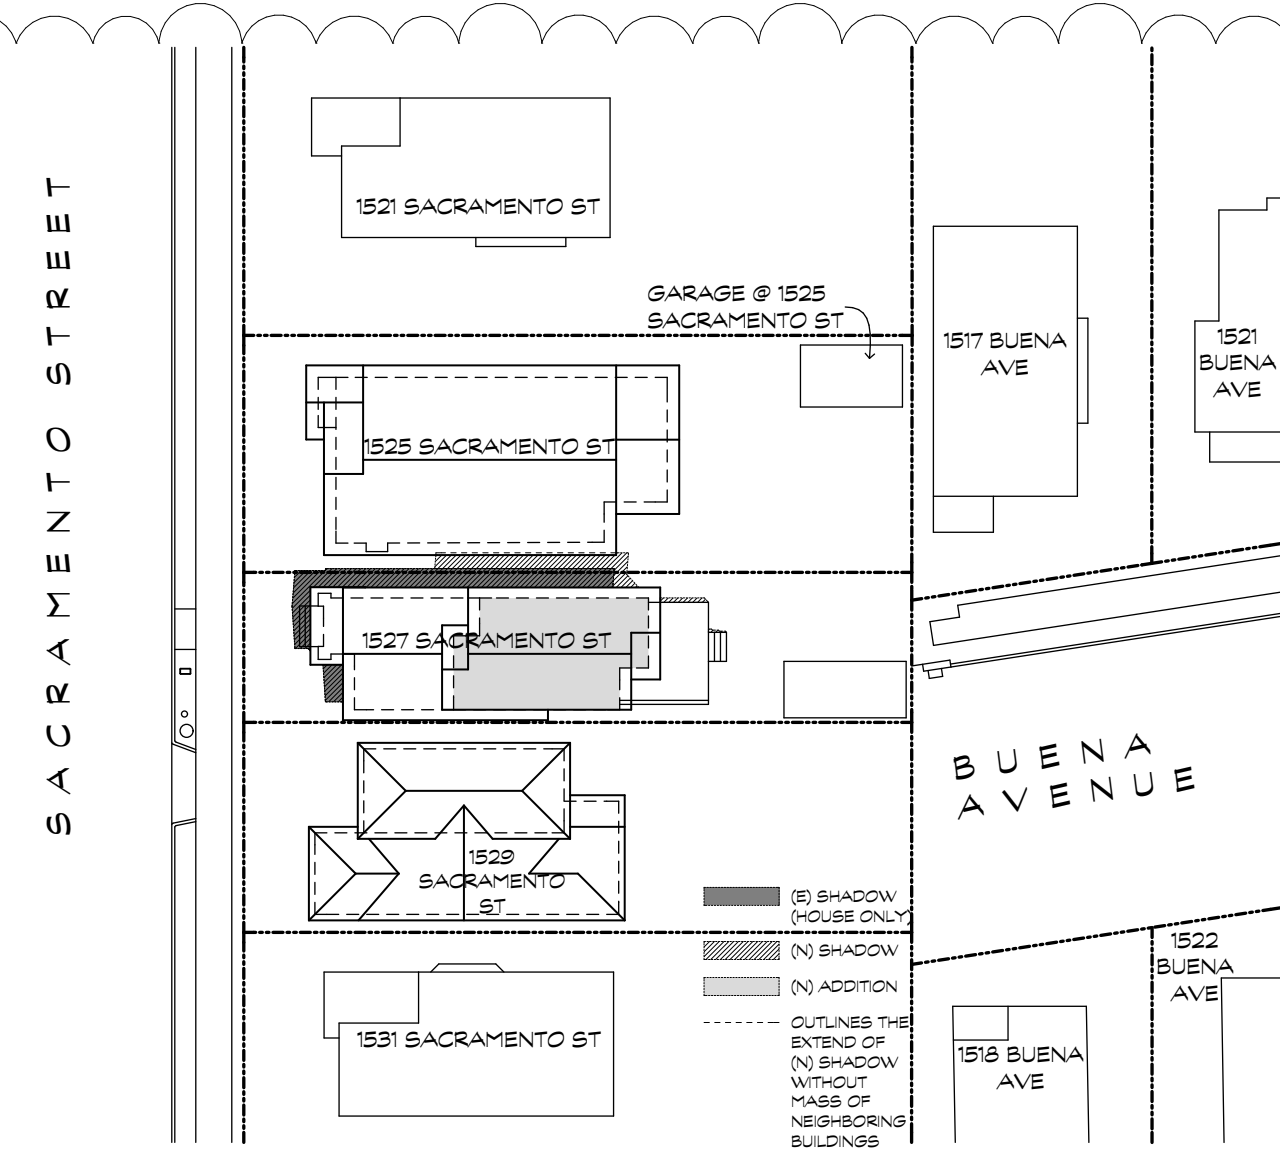 SACRAMENTO STREET
1521 SACRAMENTO ST
GARAGE @ 1525
SACRAMENTO ST
1517 BUENA
AVE
1521
BUENA
AVE
1525 SACRAMENTO ST
1527 SACRAMENTO ST
BUENA
AVENUE
1529
SACRAMENTO
ST
(E) SHADOW
(HOUSE ONLY)
(N) SHADOW
(N) ADDITION
OUTLINES THE
EXTEND OF
(N) SHADOW
WITHOUT
MASS OF
NEIGHBORING
BUILDINGS
1522
BUENA
AVE
1531 SACRAMENTO ST
1518 BUENA
AVE